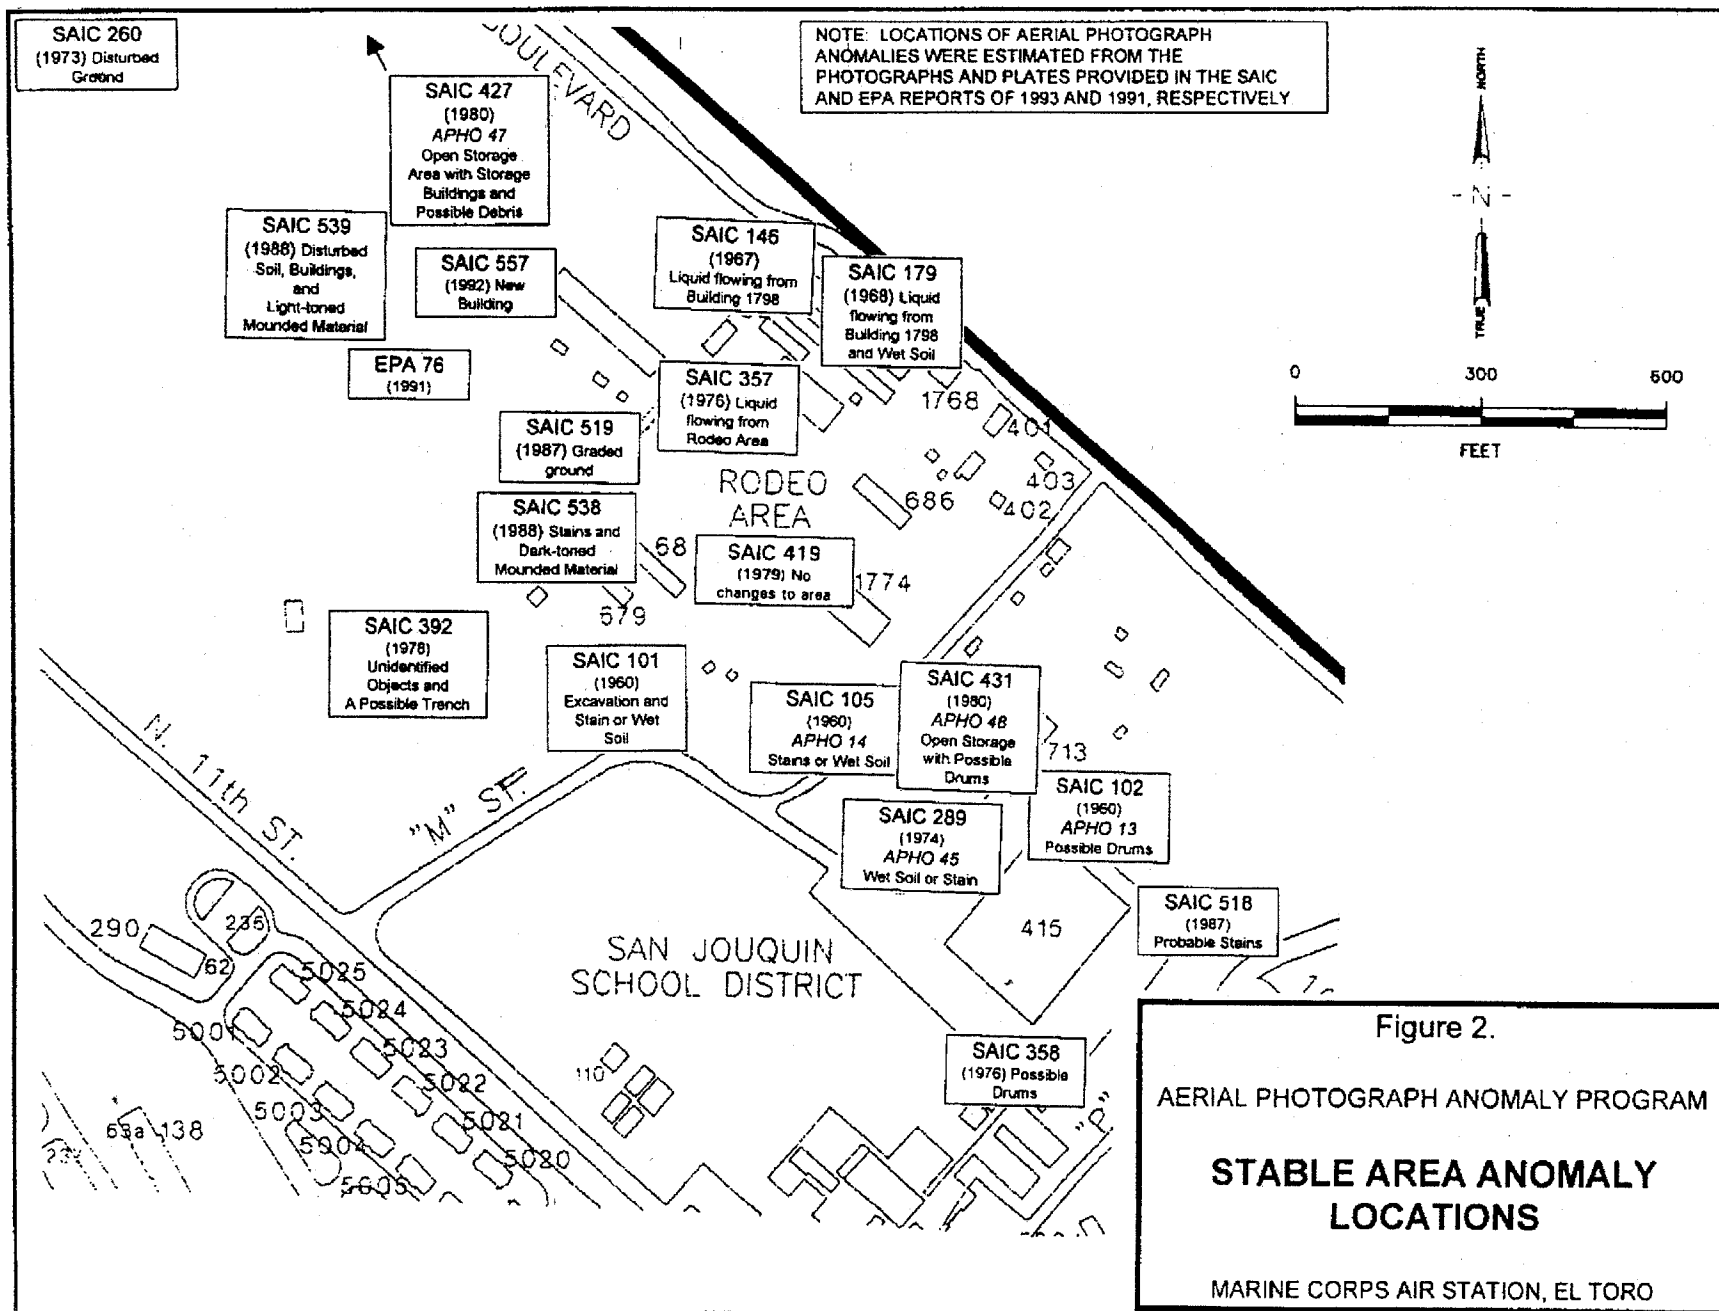 SAIC 260
(1973) Disturbed
Ground
BOULEVARD
NOTE: LOCATIONS OF AERIAL PHOTOGRAPH
ANOMALIES WERE ESTIMATED FROM THE
PHOTOGRAPHS AND PLATES PROVIDED IN THE SAIC
AND EPA REPORTS OF 1993 AND 1991, RESPECTIVELY
NORTH
N
TRUE
SAIC 427
(1980)
APHO 47
Open Storage
Area with Storage
Buildings and
Possible Debris
SAIC 539
(1988) Disturbed
Soil, Buildings,
and
Light-toned
Mounded Material
SAIC 557
(1992) New
Building
SAIC 146
(1967)
Liquid flowing from
Building 1798
SAIC 179
(1968) Liquid
flowing from
Building 1798
and Wet Soil
EPA 76
(1991)
SAIC 357
(1976) Liquid
flowing from
Rodeo Area
0 300 600
FEET
1768
401
403
402
686
SAIC 519
(1987) Graded
ground
RODEO
AREA
SAIC 538
(1988) Stains and
Dark-toned
Mounded Material
68
679
SAIC 419
(1979) No
changes to area
1774
SAIC 392
(1978)
Unidentified
Objects and
A Possible Trench
SAIC 101
(1960)
Excavation and
Stain or Wet
Soil
SAIC 105
(1960)
APHO 14
Stains or Wet Soil
SAIC 431
(1980)
APHO 48
Open Storage
with Possible
Drums
713
SAIC 102
(1960)
APHO 13
Possible Drums
SAIC 289
(1974)
APHO 45
Wet Soil or Stain
N. 11th ST.
"M" ST.
SAIC 518
(1987)
Probable Stains
415
290
235
62
SAN JOUQUIN
SCHOOL DISTRICT
5025
5024
5023
5022
5021
5020
5001
5002
5003
5004
5005
63a
138
110
SAIC 358
(1976) Possible
Drums
"P"
Figure 2.
AERIAL PHOTOGRAPH ANOMALY PROGRAM
STABLE AREA ANOMALY
LOCATIONS
MARINE CORPS AIR STATION, EL TORO